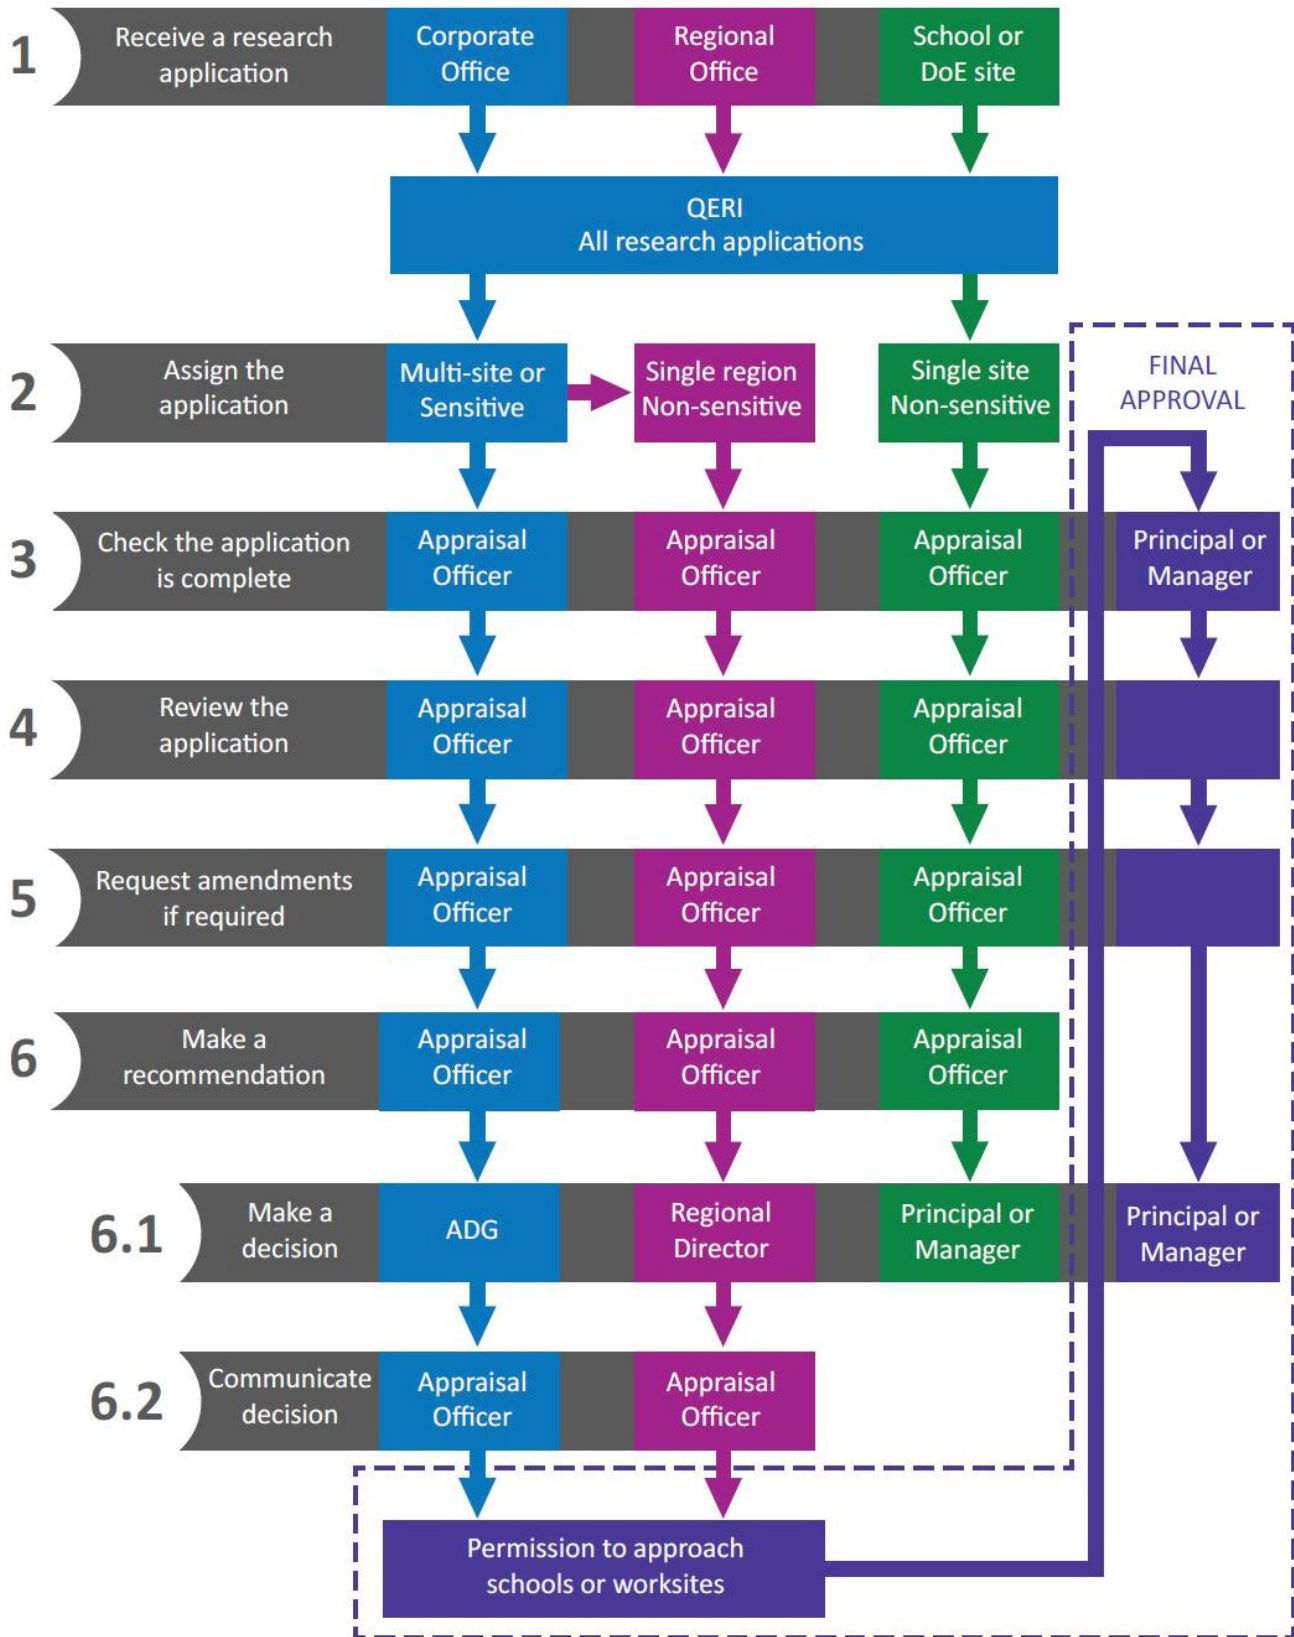 1
Receive a research
application
Corporate
Office
Regional
Office
School or
DoE site
QERI
All research applications
2
Assign the
application
Multi-site or
Sensitive
Single region
Non-sensitive
Single site
Non-sensitive
FINAL
APPROVAL
3
Check the application
is complete
Appraisal
Officer
Appraisal
Officer
Appraisal
Officer
Principal or
Manager
4
Review the
application
Appraisal
Officer
Appraisal
Officer
Appraisal
Officer
5
Request amendments
if required
Appraisal
Officer
Appraisal
Officer
Appraisal
Officer
6
Make a
recommendation
Appraisal
Officer
Appraisal
Officer
Appraisal
Officer
6.1
Make a
decision
ADG
Regional
Director
Principal or
Manager
Principal or
Manager
6.2
Communicate
decision
Appraisal
Officer
Appraisal
Officer
Permission to approach
schools or worksites